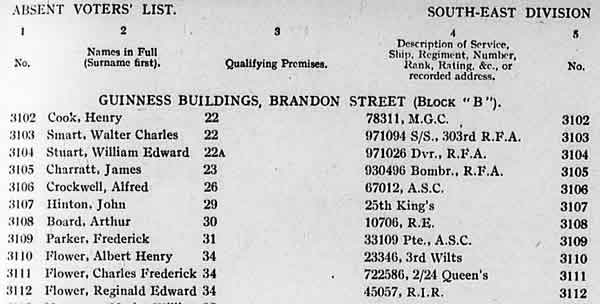 ABSENT VOTERS' LIST. SOUTH-EAST DIVISION
1 2 3 4 5
No. Names in Full (Surname first). Qualifying Premises. Description of Service, Ship, Regiment, Number, Rank, Rating, &c., or recorded address. No.
GUINNESS BUILDINGS, BRANDON STREET (BLOCK "B").
3102 Cook, Henry 22 78311, M.G.C. 3102
3103 Smart, Walter Charles 22 971094 S/S., 303rd R.F.A. 3103
3104 Stuart, William Edward 22A 971026 Dvr., R.F.A. 3104
3105 Charratt, James 23 930496 Bombr., R.F.A. 3105
3106 Crockwell, Alfred 26 67012, A.S.C. 3106
3107 Hinton, John 29 25th King's 3107
3108 Board, Arthur 30 10706, R.E. 3108
3109 Parker, Frederick 31 33109 Pte., A.S.C. 3109
3110 Flower, Albert Henry 34 23346, 3rd Wilts 3110
3111 Flower, Charles Frederick 34 722586, 2/24 Queen's 3111
3112 Flower, Reginald Edward 34 45057, R.I.R. 3112